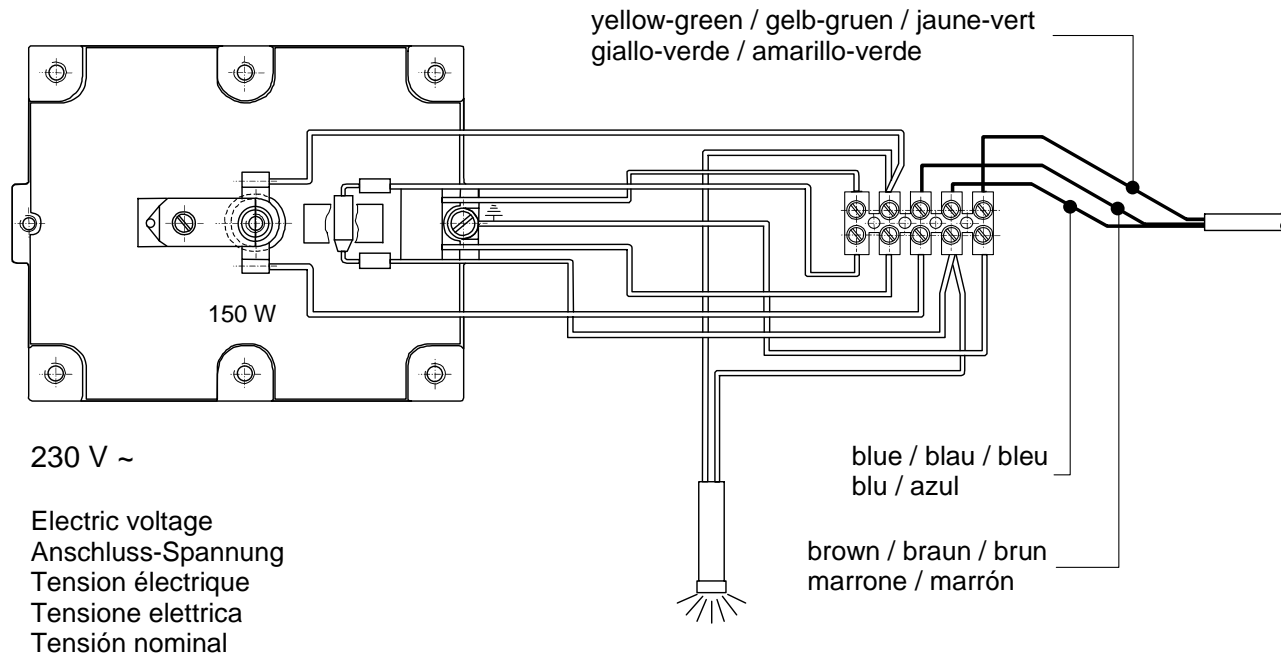 yellow-green / gelb-gruen / jaune-vert
giallo-verde / amarillo-verde
150 W
230 V ~
Electric voltage
Anschluss-Spannung
Tension électrique
Tensione elettrica
Tensión nominal
blue / blau / bleu
blu / azul
brown / braun / brun
marrone / marrón